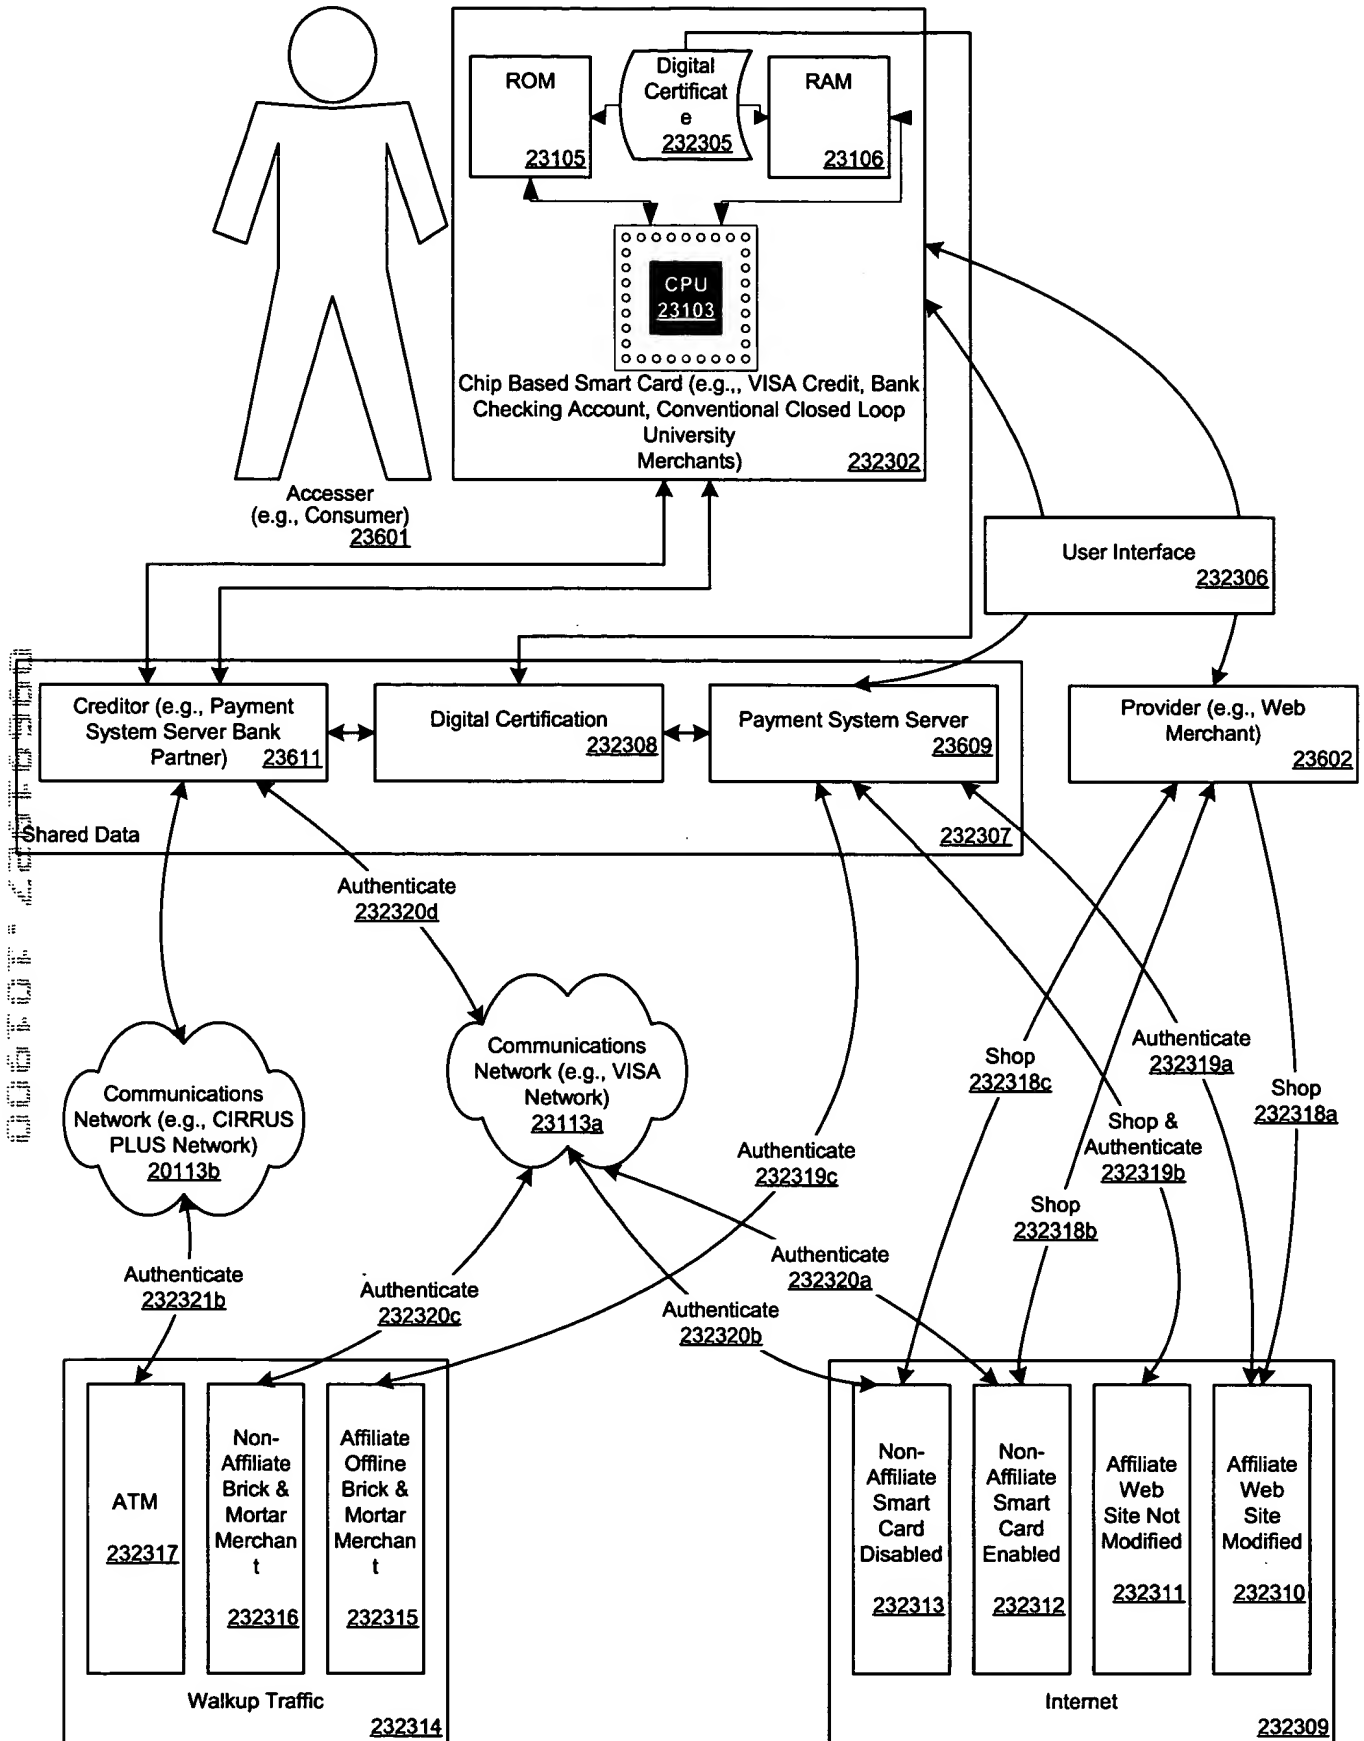 ROM
23105
Digital
Certificat
e
232305
RAM
23106
CPU
23103
Chip Based Smart Card (e.g.,, VISA Credit, Bank
Checking Account, Conventional Closed Loop
University
Merchants)
232302
Accesser
(e.g., Consumer)
23601
User Interface
232306
Creditor (e.g., Payment
System Server Bank
Partner)
23611
Digital Certification
232308
Payment System Server
23609
Provider (e.g., Web
Merchant)
23602
Shared Data
232307
Authenticate
232320d
Communications
Network (e.g., CIRRUS
PLUS Network)
20113b
Communications
Network (e.g., VISA
Network)
23113a
Shop
232318c
Authenticate
232319a
Shop
232318a
Shop &
Authenticate
232319b
Authenticate
232319c
Shop
232318b
Authenticate
232321b
Authenticate
232320c
Authenticate
232320a
Authenticate
232320b
ATM
232317
Non-
Affiliate
Brick &
Mortar
Merchan
t
232316
Affiliate
Offline
Brick &
Mortar
Merchan
t
232315
Walkup Traffic
232314
Non-
Affiliate
Smart
Card
Disabled
232313
Non-
Affiliate
Smart
Card
Enabled
232312
Affiliate
Web
Site Not
Modified
232311
Affiliate
Web
Site
Modified
232310
Internet
232309